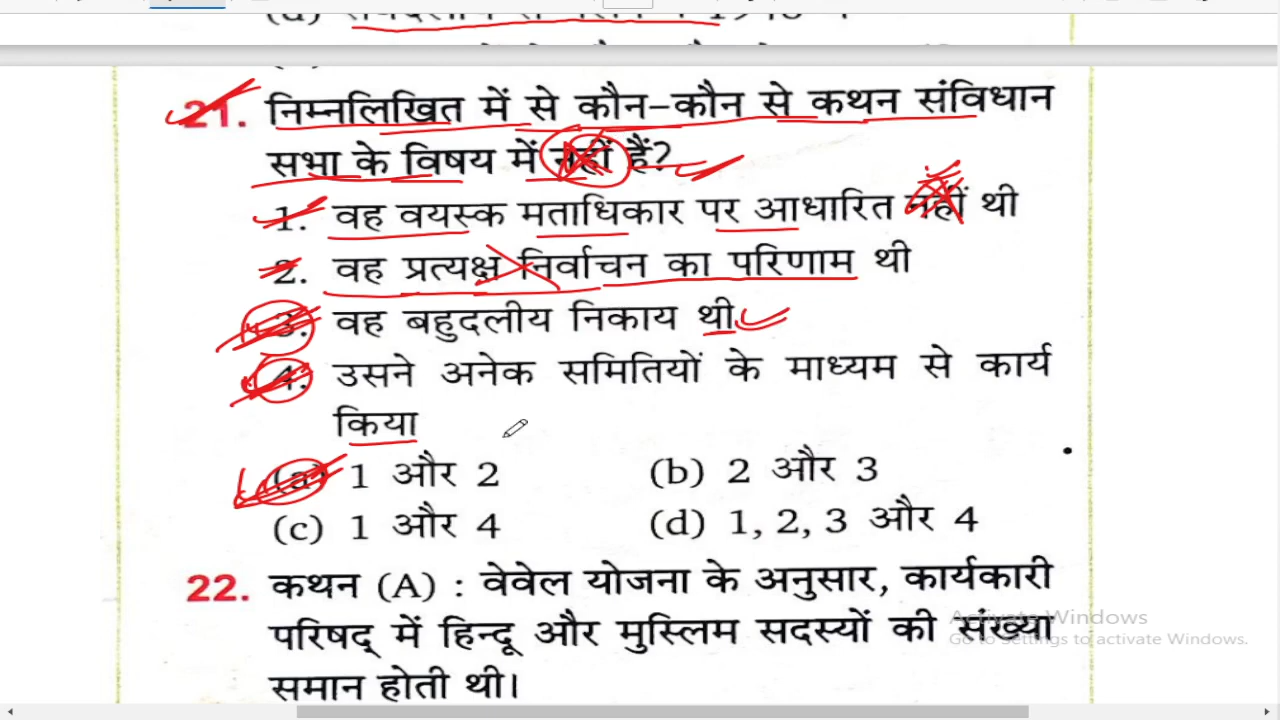 21. निम्नलिखित में से कौन-कौन से कथन संविधान
सभा के विषय में नहीं हैं?
1. वह वयस्क मताधिकार पर आधारित नहीं थी
2. वह प्रत्यक्ष निर्वाचन का परिणाम थी
3. वह बहुदलीय निकाय थी
4. उसने अनेक समितियों के माध्यम से कार्य
किया
(a) 1 और 2 (b) 2 और 3
(c) 1 और 4 (d) 1, 2, 3 और 4
22. कथन (A) : वेवेल योजना के अनुसार, कार्यकारी
परिषद् में हिन्दू और मुस्लिम सदस्यों की संख्या
समान होती थी।
Activate Windows
Go to Settings to activate Windows.